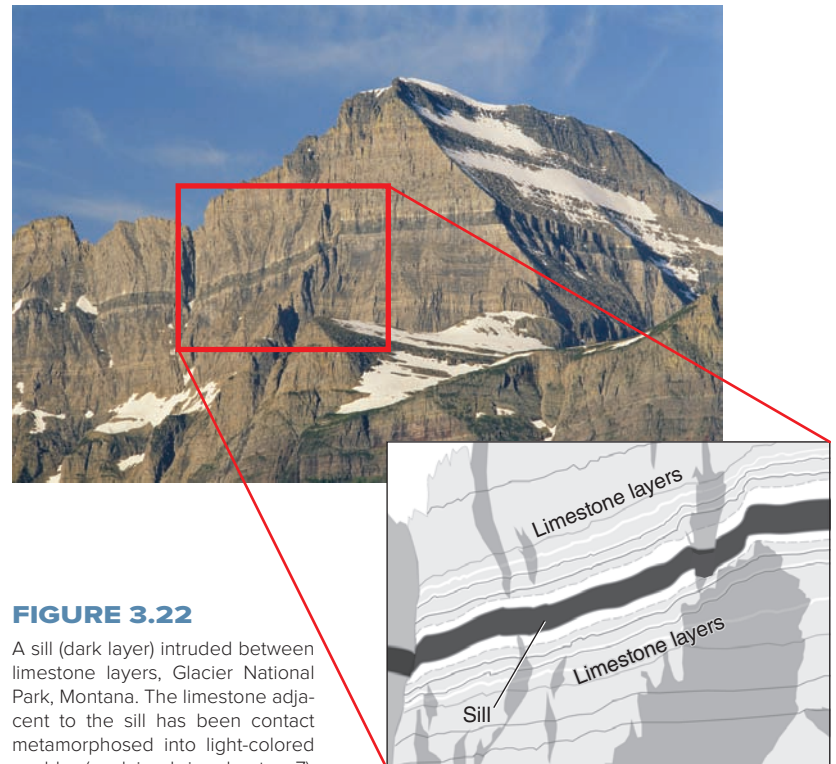 Limestone layers
Limestone layers
Sill
FIGURE 3.22
A sill (dark layer) intruded between
limestone layers, Glacier National
Park, Montana. The limestone adja-
cent to the sill has been contact
metamorphosed into light-colored